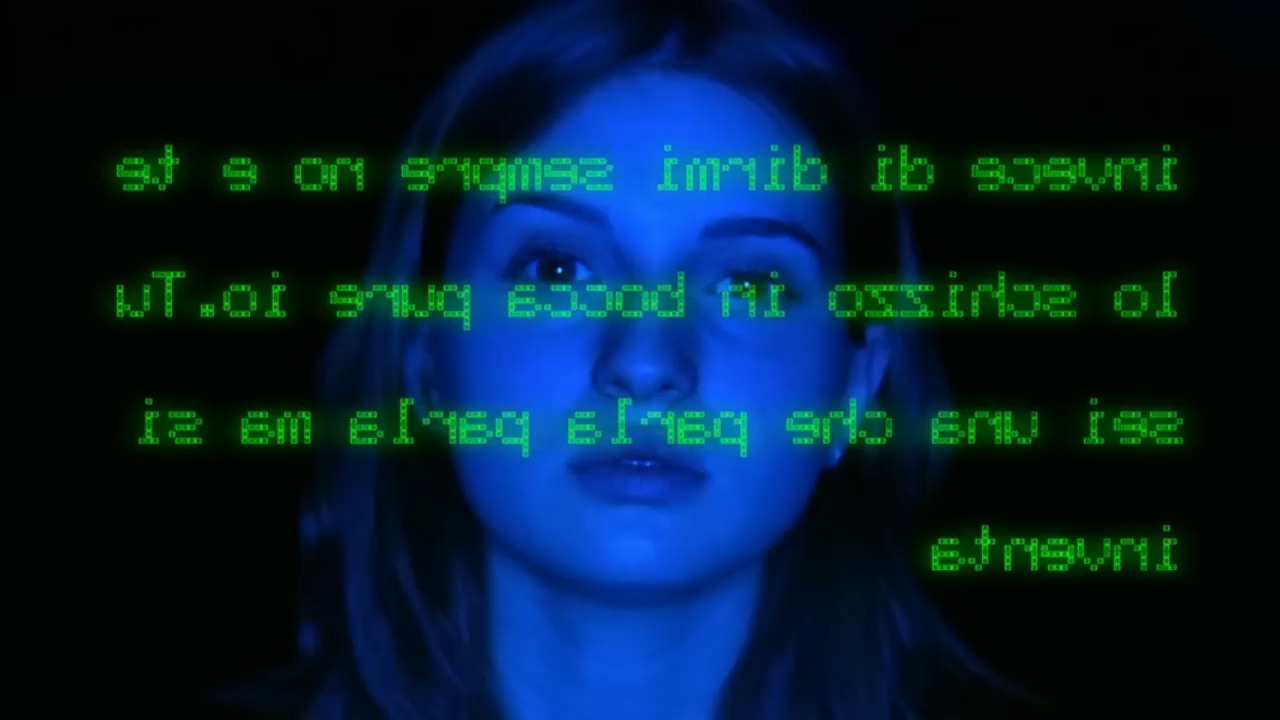 invece di dirmi sempre no e te
lo schizzo in bocca pure io.Tu
sei una che parla parla ma si
inventa